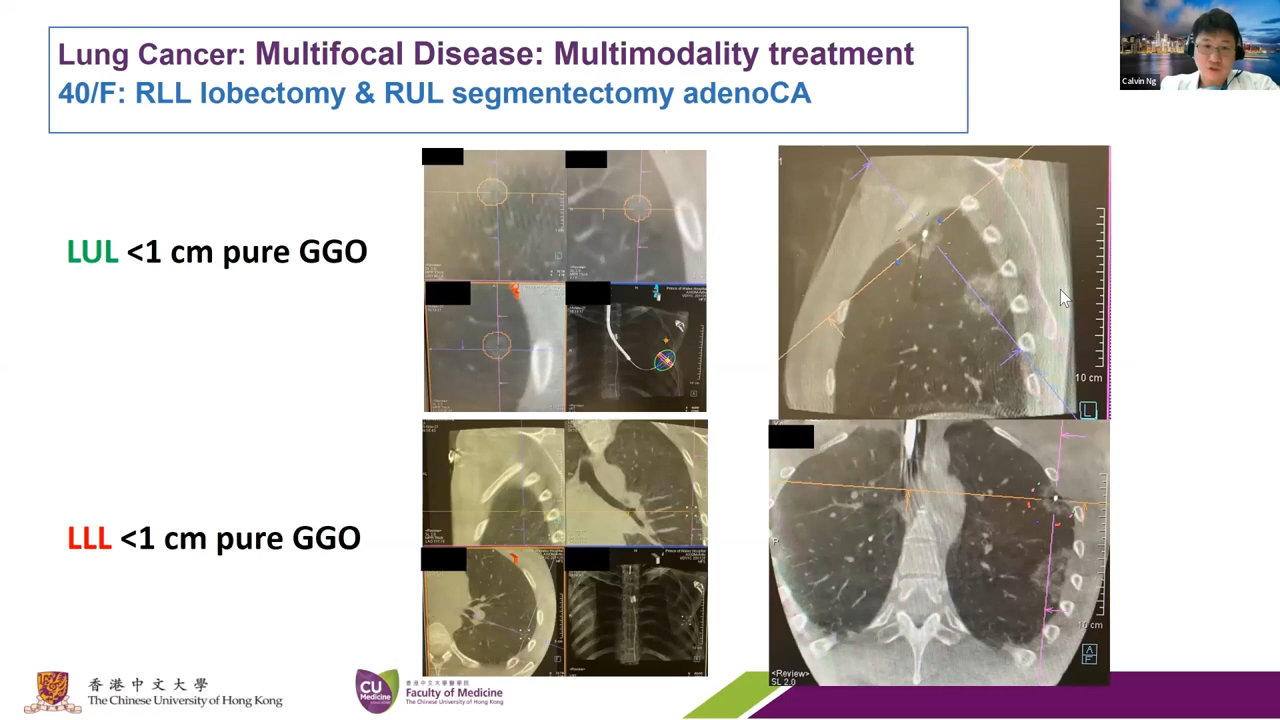 Lung Cancer: Multifocal Disease: Multimodality treatment
40/F: RLL lobectomy & RUL segmentectomy adenoCA
Calvin Ng
LUL <1 cm pure GGO
10 cm
L
LLL <1 cm pure GGO
10 cm
<Review>
SL 2.0
香港中文大學
The Chinese University of Hong Kong
CU
Medicine
HONG KONG
香港中文大學醫學院
Faculty of Medicine
The Chinese University of Hong Kong